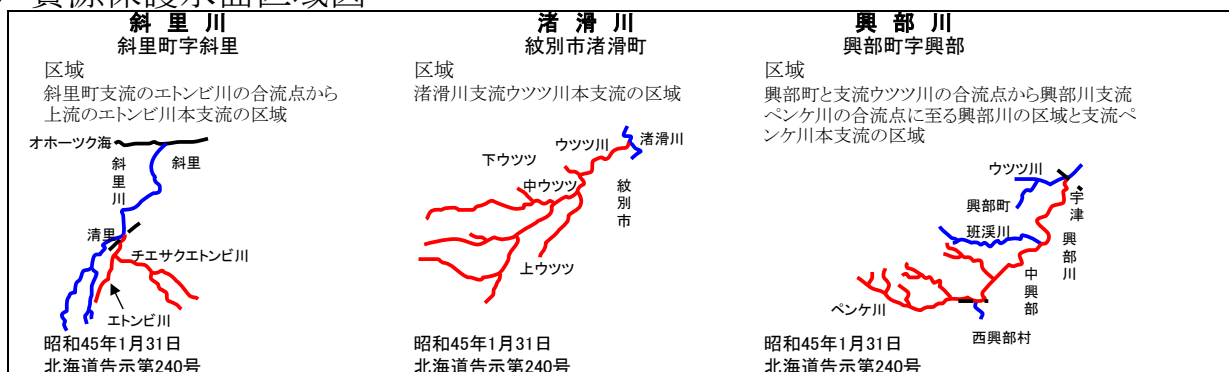 資源保護水面区域図
斜里川
斜里町字斜里
区域
斜里町支流のエトンビ川の合流点から
上流のエトンビ川本支流の区域
オホーツク海
斜里川
斜里
清里
チエサクエトンビ川
エトンビ川
昭和45年1月31日
北海道告示第240号
渚滑川
紋別市渚滑町
区域
渚滑川支流ウツツ川本支流の区域
渚滑川
ウツツ川
下ウツツ
中ウツツ
紋別市
上ウツツ
昭和45年1月31日
北海道告示第240号
興部川
興部町字興部
区域
興部町と支流ウツツ川の合流点から興部川支流
ペンケ川の合流点に至る興部川の区域と支流ペ
ンケ川本支流の区域
ウツツ川
興部町
宇津
班渓川
興部川
中興部
ペンケ川
西興部村
昭和45年1月31日
北海道告示第240号